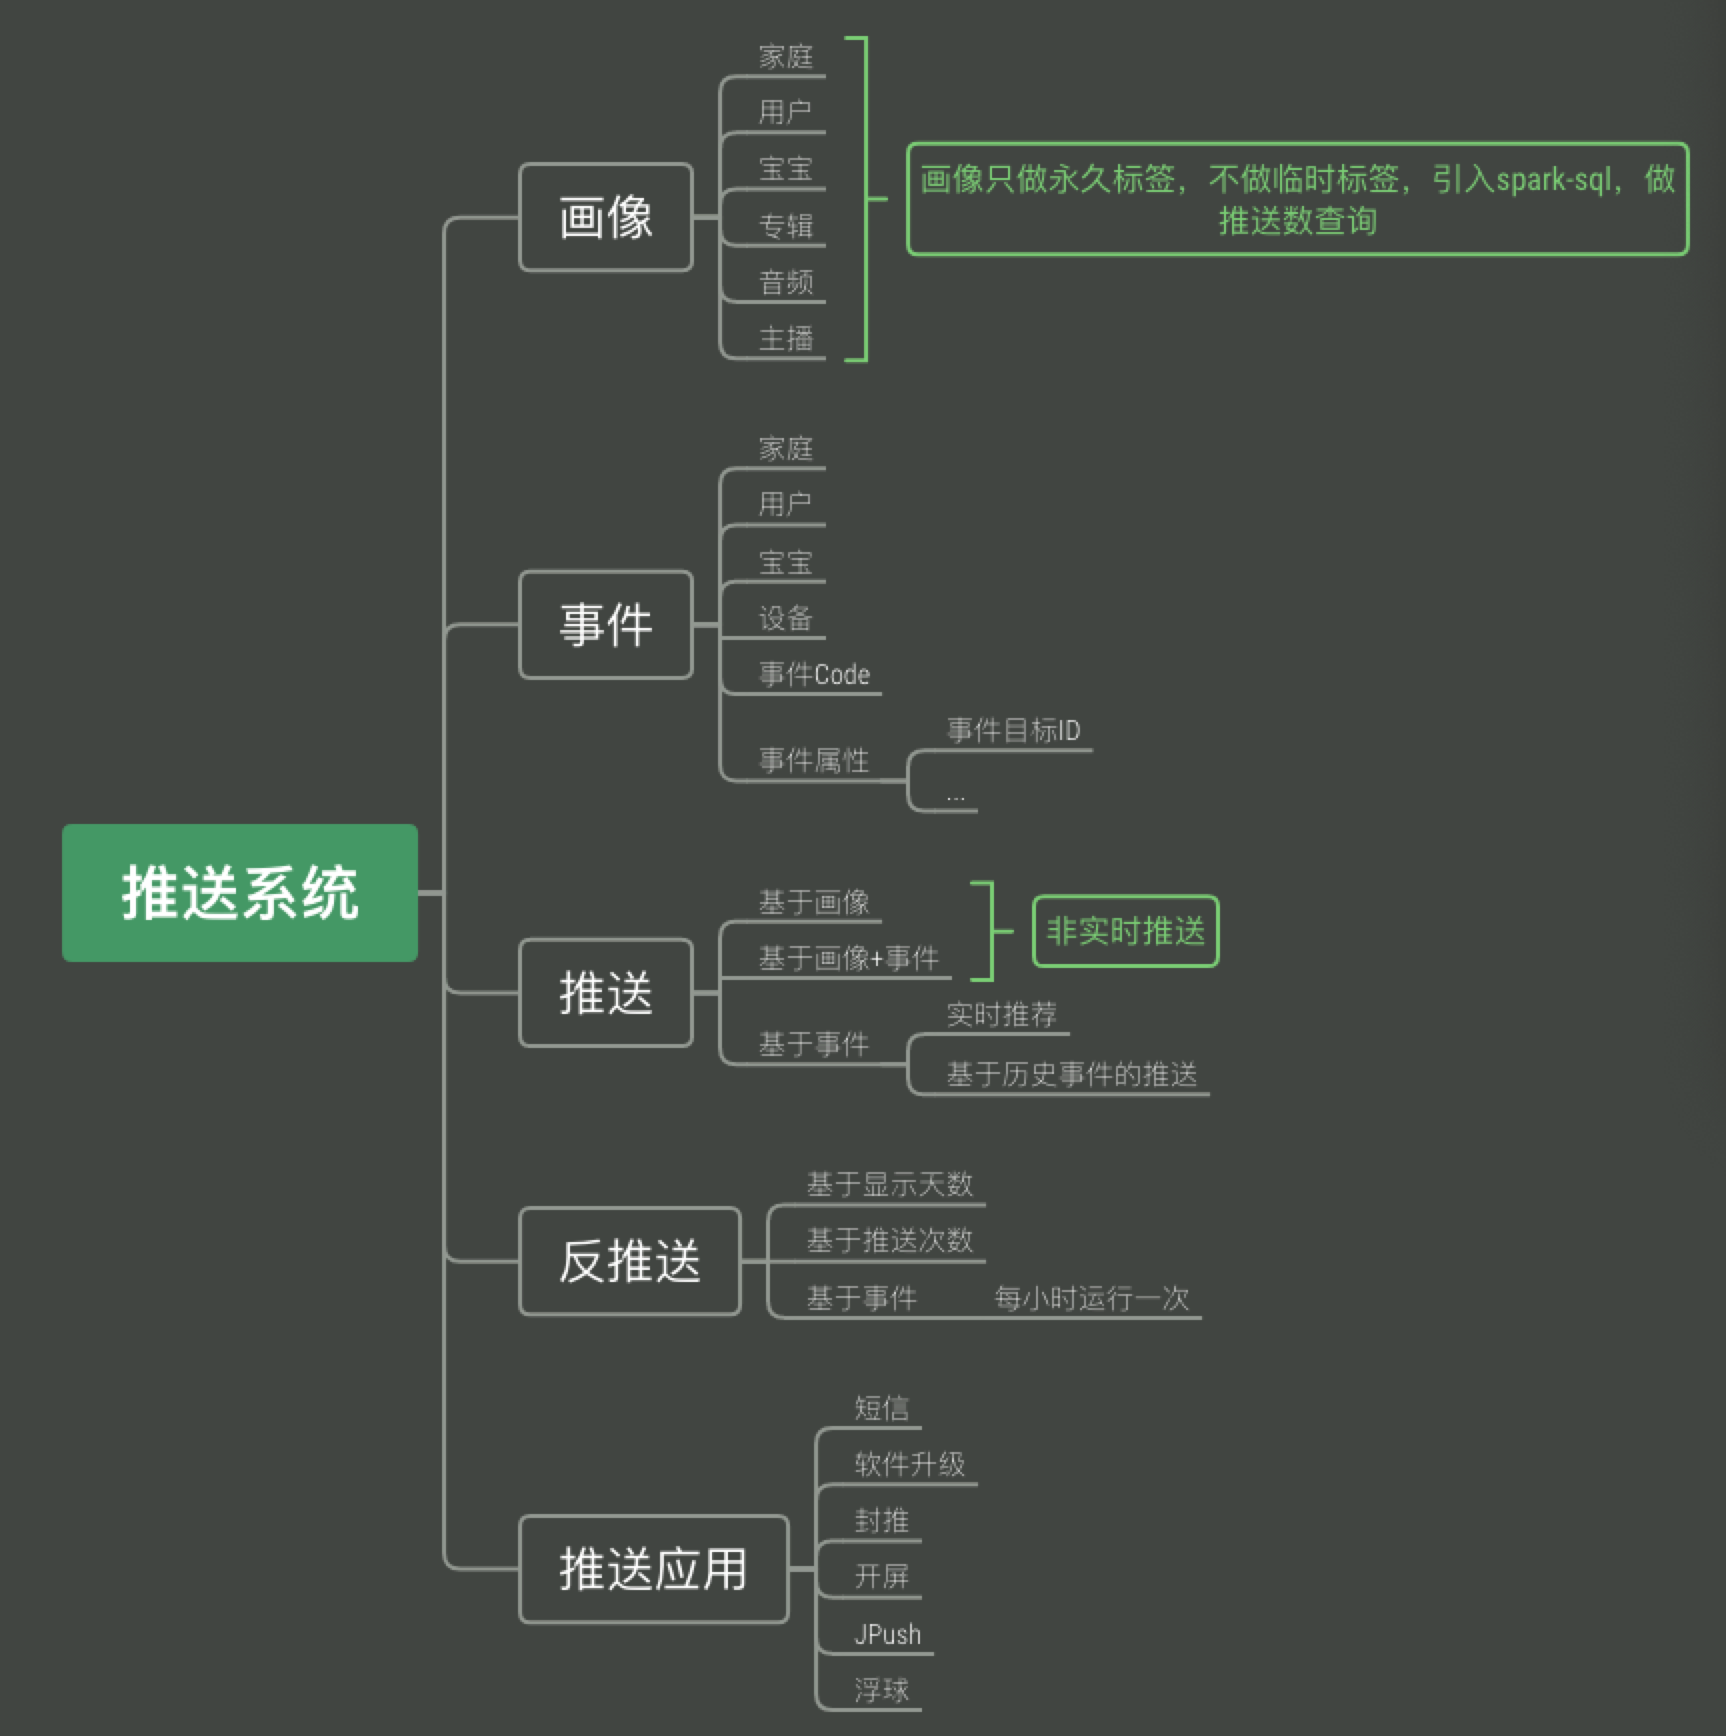 推送系统
画像
家庭
用户
宝宝
专辑
音频
主播
画像只做永久标签，不做临时标签，引入spark-sql，做
推送数查询
事件
家庭
用户
宝宝
设备
事件Code
事件属性
事件目标ID
...
推送
基于画像
基于画像+事件
非实时推送
基于事件
实时推荐
基于历史事件的推送
反推送
基于显示天数
基于推送次数
基于事件
每小时运行一次
推送应用
短信
软件升级
封推
开屏
JPush
浮球